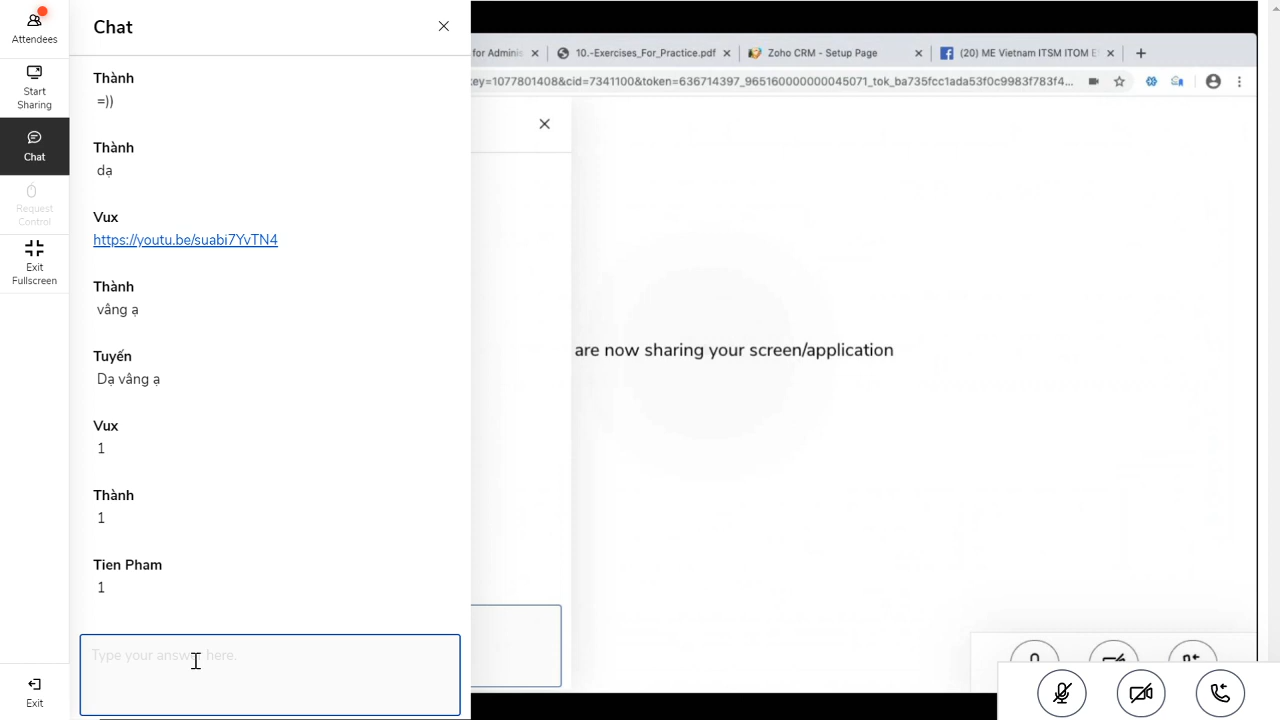 Attendees
Start
Sharing
Chat
Request
Control
Exit
Fullscreen
Exit
Chat
Thành
=))
Thành
dạ
Vux
https://youtu.be/suabi7YvTN4
Thành
vâng ạ
Tuyến
Dạ vâng ạ
Vux
1
Thành
1
Tien Pham
1
Type your answer here.
for Adminis
10.-Exercises_For_Practice.pdf
Zoho CRM - Setup Page
(20) ME Vietnam ITSM ITOM E
key=1077801408&cid=7341100&token=636714397_965160000000045071_tok_ba735fcc1ada53f0c9983f783f4...
are now sharing your screen/application